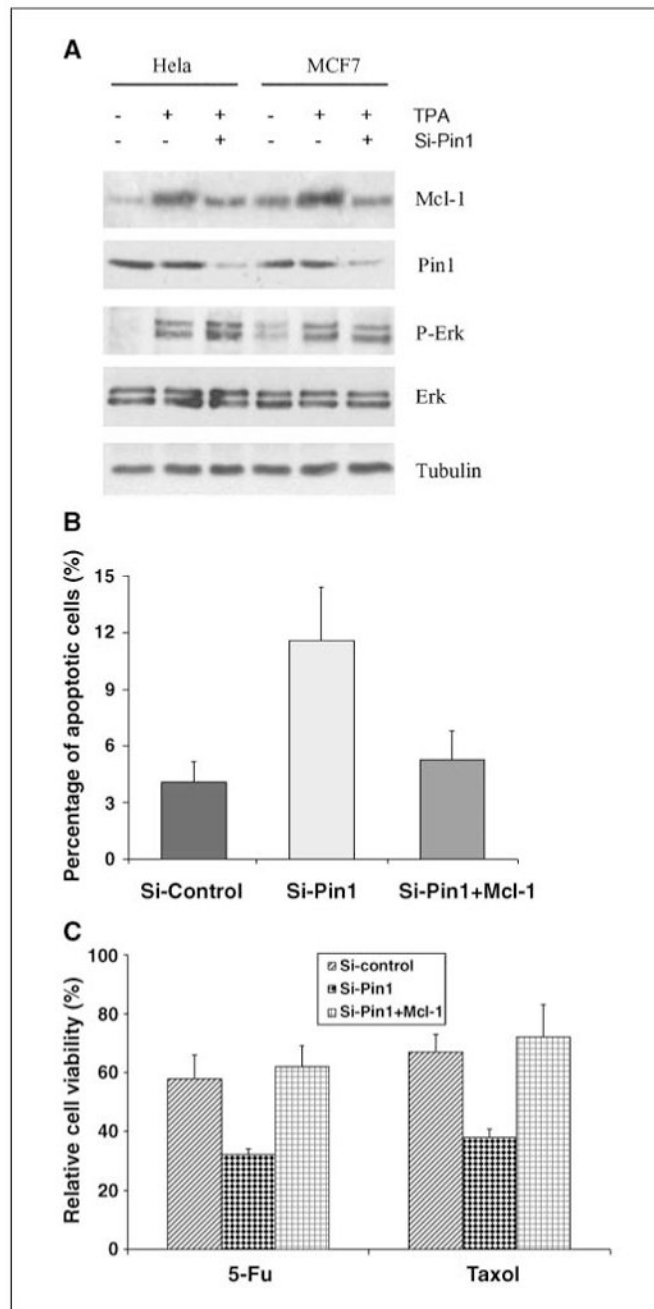 A
Hela MCF7
- + + - + + TPA
- - + - - + Si-Pin1
Mcl-1
Pin1
P-Erk
Erk
Tubulin
B
Percentage of apoptotic cells (%)
15
12
9
6
3
0
Si-Control Si-Pin1 Si-Pin1+Mcl-1
C
Relative cell viability (%)
100
80
60
40
20
0
Si-control
Si-Pin1
Si-Pin1+Mcl-1
5-Fu Taxol